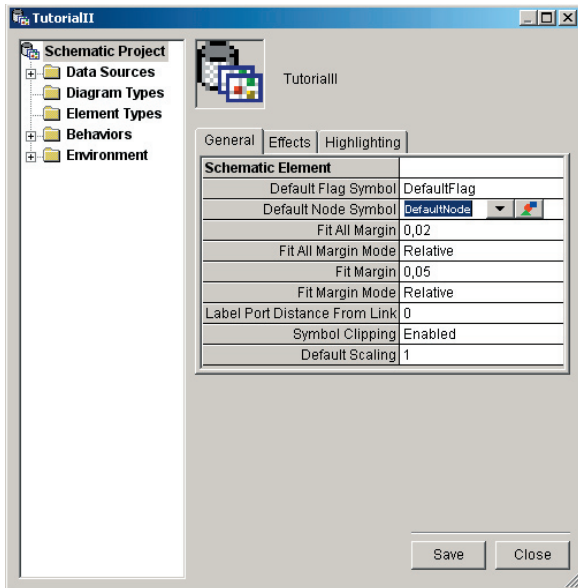 TutorialII
Schematic Project
Data Sources
Diagram Types
Element Types
Behaviors
Environment
TutorialII
General Effects Highlighting
Schematic Element
Default Flag Symbol DefaultFlag
Default Node Symbol DefaultNode
Fit All Margin 0,02
Fit All Margin Mode Relative
Fit Margin 0,05
Fit Margin Mode Relative
Label Port Distance From Link 0
Symbol Clipping Enabled
Default Scaling 1
Save Close